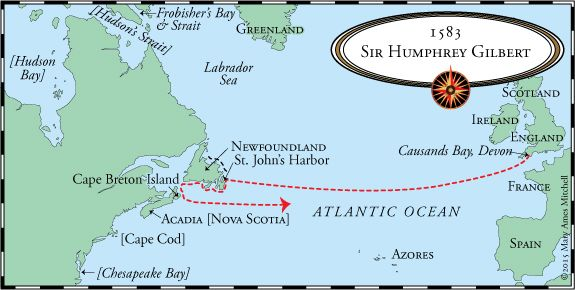 1583
SIR HUMPHREY GILBERT
Frobisher's Bay
& Strait
[Hudson's Strait]
GREENLAND
[Hudson
Bay]
Labrador
Sea
SCOTLAND
IRELAND
ENGLAND
Causands Bay, Devon
NEWFOUNDLAND
St. John's Harbor
Cape Breton Island
FRANCE
ACADIA [NOVA SCOTIA]
ATLANTIC OCEAN
[Cape Cod]
SPAIN
AZORES
[Chesapeake Bay]
©2015 Mary Ames Mitchell